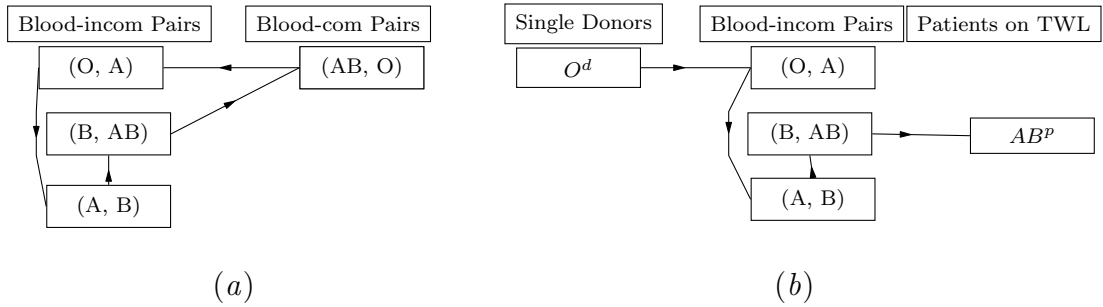 Blood-incom Pairs Blood-com Pairs
(O, A) (AB, O)
(B, AB)
(A, B)
(a)
Single Donors Blood-incom Pairs Patients on TWL
O^d (O, A)
(B, AB) AB^p
(A, B)
(b)